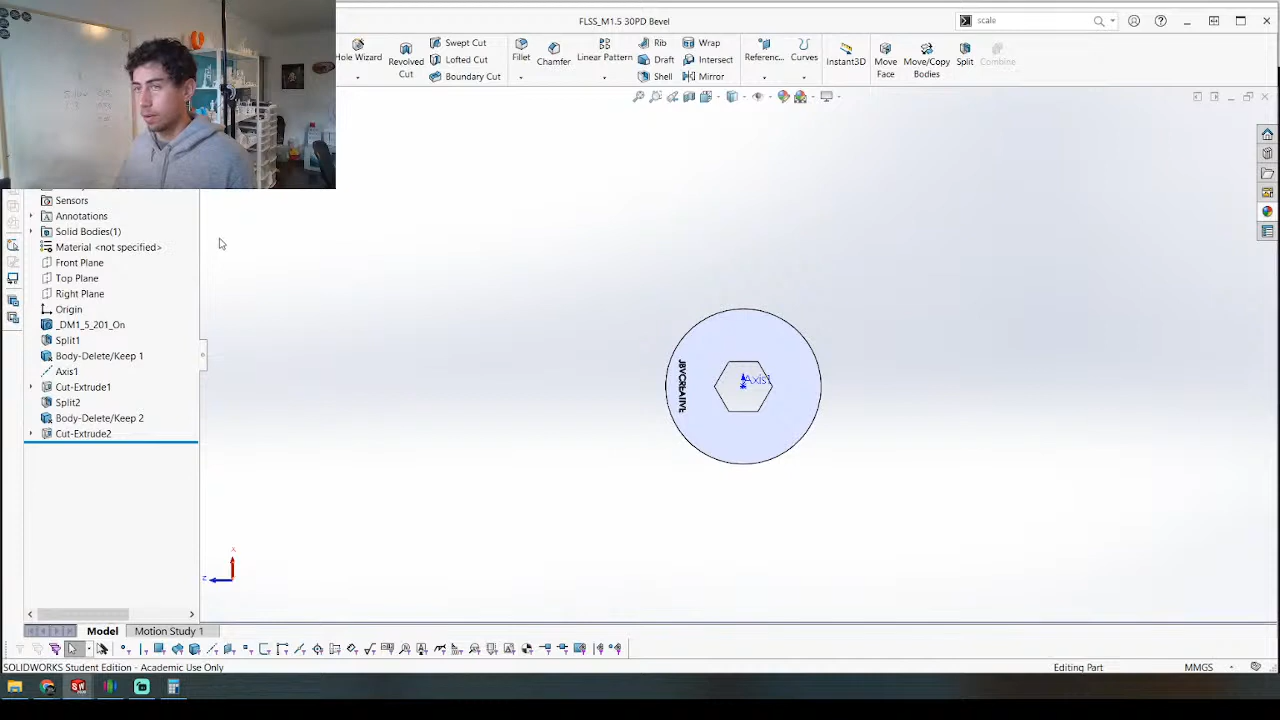 FLSS_M1.5 30PD Bevel
scale
Hole Wizard
Revolved Cut
Swept Cut
Lofted Cut
Boundary Cut
Fillet
Chamfer
Linear Pattern
Rib
Draft
Shell
Wrap
Intersect
Mirror
Referenc...
Curves
Instant3D
Move Face
Move/Copy Bodies
Split
Combine
Sensors
Annotations
Solid Bodies(1)
Material <not specified>
Front Plane
Top Plane
Right Plane
Origin
_DM1_5_201_On
Split1
Body-Delete/Keep 1
Axis1
Cut-Extrude1
Split2
Body-Delete/Keep 2
Cut-Extrude2
JBVCREATIVE
Axis1
x
z
Model
Motion Study 1
SOLIDWORKS Student Edition - Academic Use Only
Editing Part
MMGS